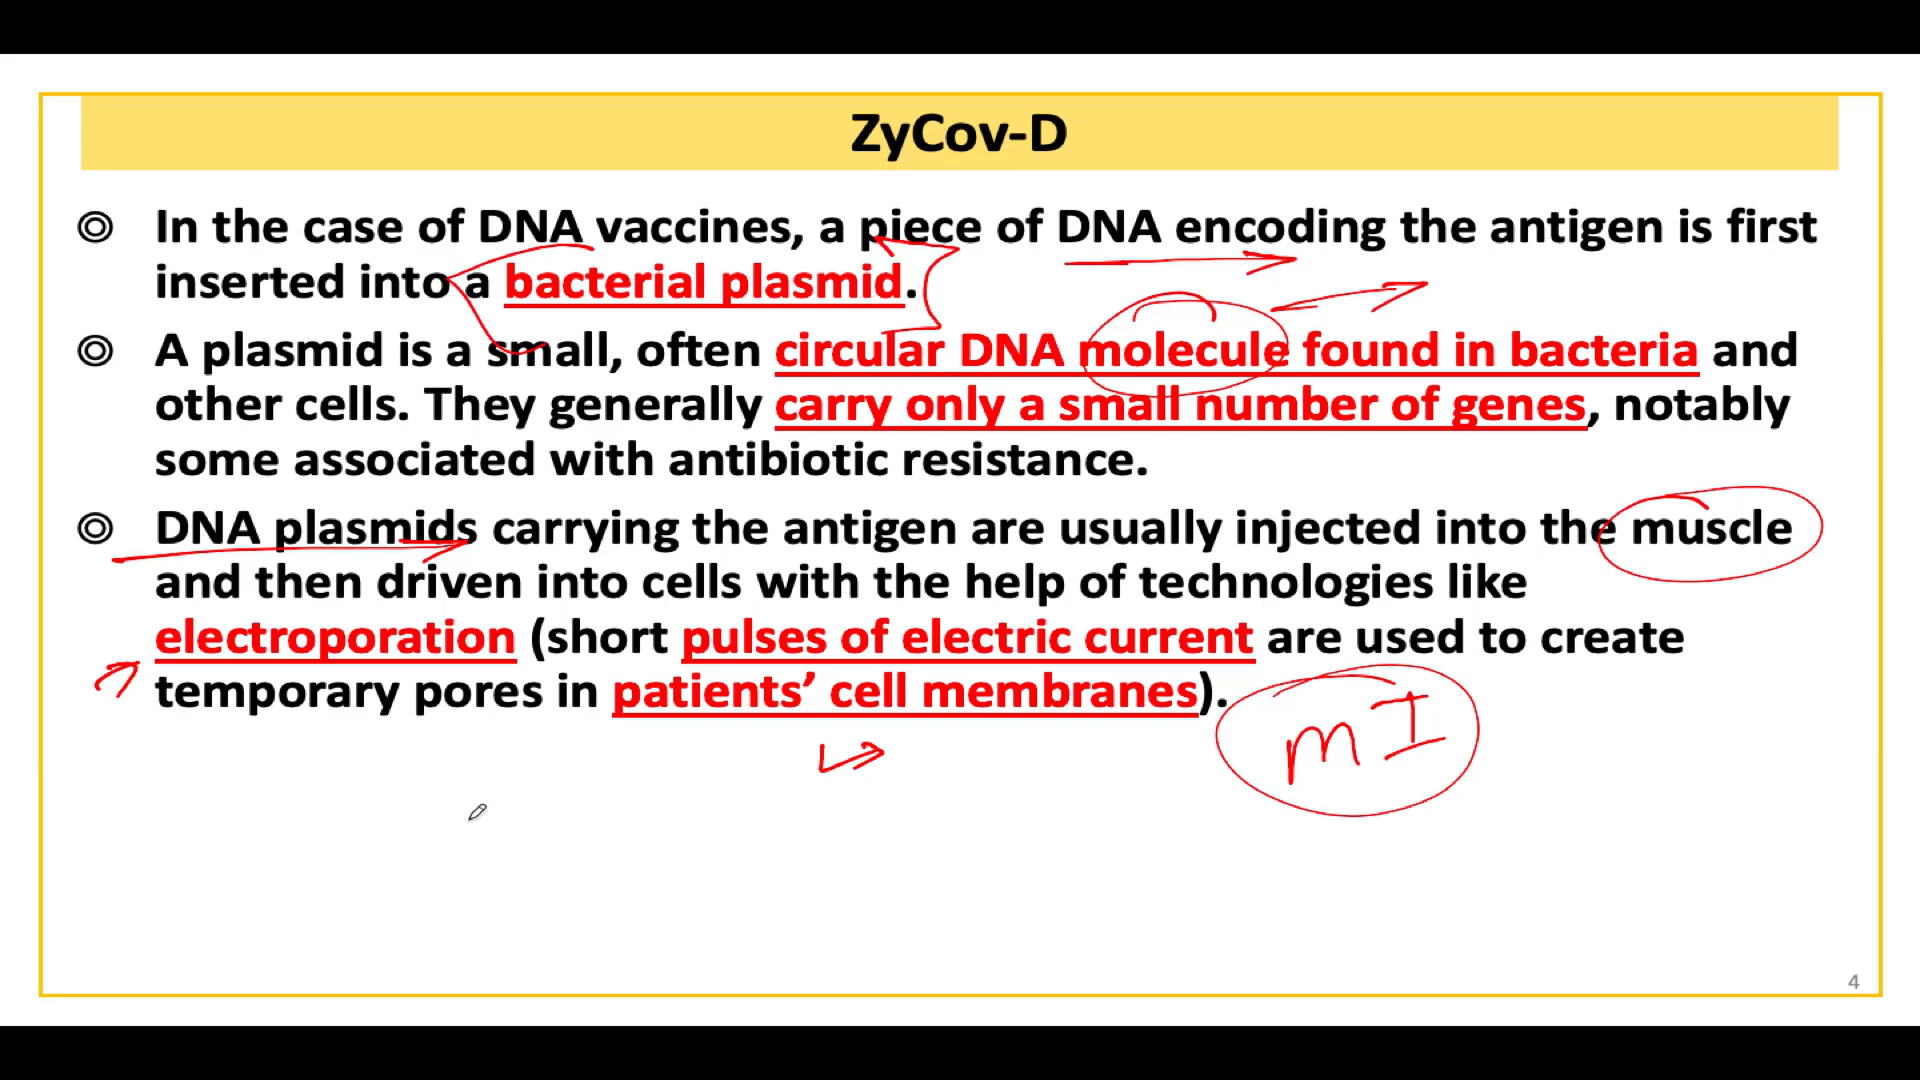 ZyCov-D
◎ In the case of DNA vaccines, a piece of DNA encoding the antigen is first
inserted into a bacterial plasmid.
◎ A plasmid is a small, often circular DNA molecule found in bacteria and
other cells. They generally carry only a small number of genes, notably
some associated with antibiotic resistance.
◎ DNA plasmids carrying the antigen are usually injected into the muscle
and then driven into cells with the help of technologies like
electroporation (short pulses of electric current are used to create
temporary pores in patients’ cell membranes).
mI
4